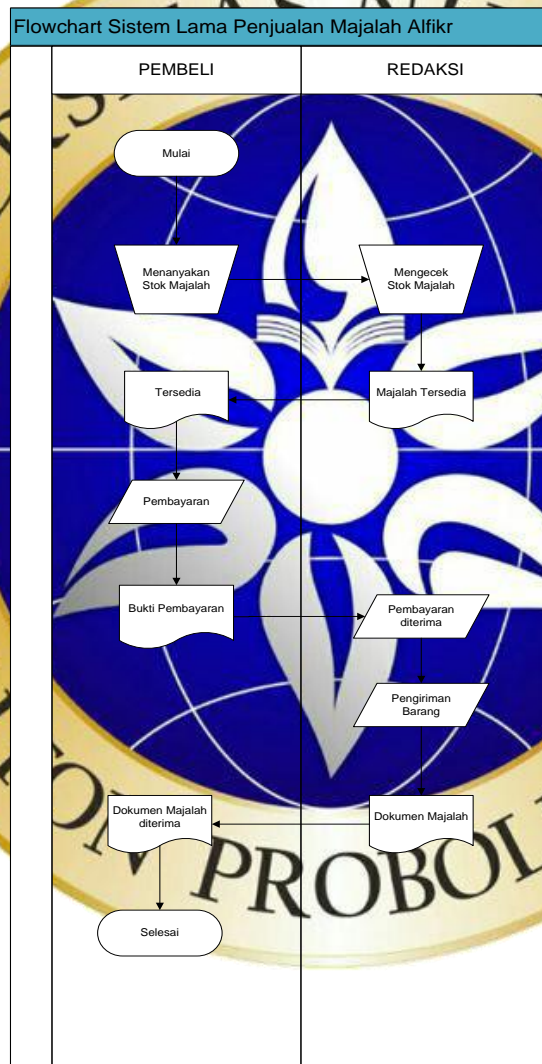 Flowchart Sistem Lama Penjualan Majalah Alfikr
PEMBELI
REDAKSI
Mulai
Menanyakan
Stok Majalah
Mengecek
Stok Majalah
Majalah Tersedia
Tersedia
Pembayaran
Bukti Pembayaran
Pembayaran
diterima
Pengiriman
Barang
Dokumen Majalah
Dokumen Majalah
diterima
Selesai
TON PROBOL